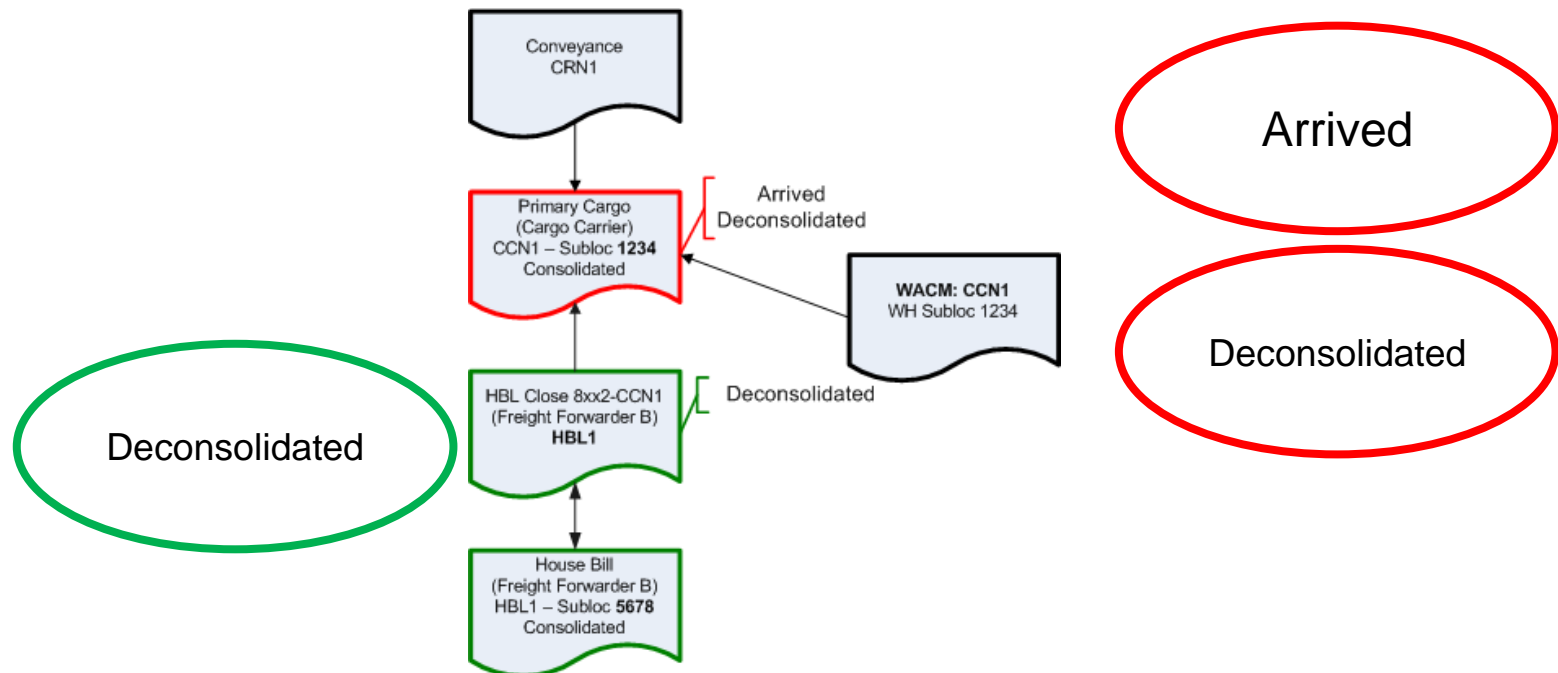 Conveyance
CRN1
Arrived
Primary Cargo
(Cargo Carrier)
CCN1 – Subloc 1234
Consolidated
Arrived
Deconsolidated
WACM: CCN1
WH Subloc 1234
Deconsolidated
HBL Close 8xx2-CCN1
(Freight Forwarder B)
HBL1
Deconsolidated
Deconsolidated
House Bill
(Freight Forwarder B)
HBL1 – Subloc 5678
Consolidated